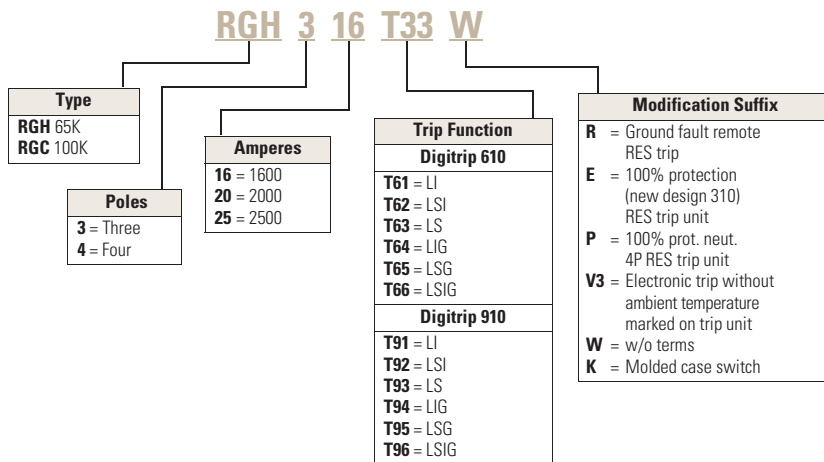 RGH 3 16 T33 W
Type
RGH 65K
RGC 100K
Poles
3 = Three
4 = Four
Amperes
16 = 1600
20 = 2000
25 = 2500
Trip Function
Digitrip 610
T61 = LI
T62 = LSI
T63 = LS
T64 = LIG
T65 = LSG
T66 = LSIG
Digitrip 910
T91 = LI
T92 = LSI
T93 = LS
T94 = LIG
T95 = LSG
T96 = LSIG
Modification Suffix
R = Ground fault remote
RES trip
E = 100% protection
(new design 310)
RES trip unit
P = 100% prot. neut.
4P RES trip unit
V3 = Electronic trip without
ambient temperature
marked on trip unit
W = w/o terms
K = Molded case switch